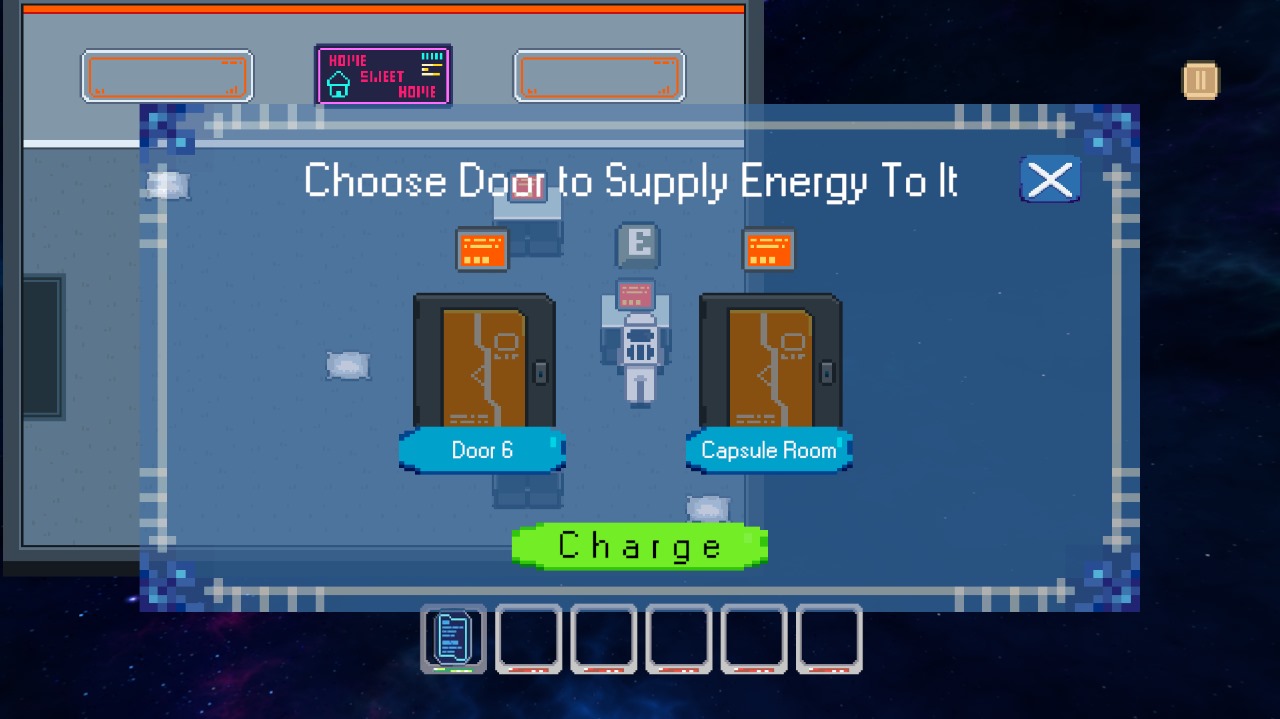 HOME
SWEET
HOME
Choose Door to Supply Energy To It
E
Door 6
Capsule Room
Charge